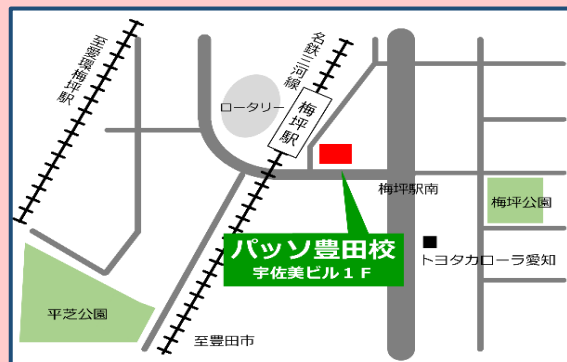 至愛環梅坪駅
名鉄三河線
ロータリー
梅坪駅
梅坪駅南
梅坪公園
パッソ豊田校
宇佐美ビル１Ｆ
トヨタカローラ愛知
平芝公園
至豊田市